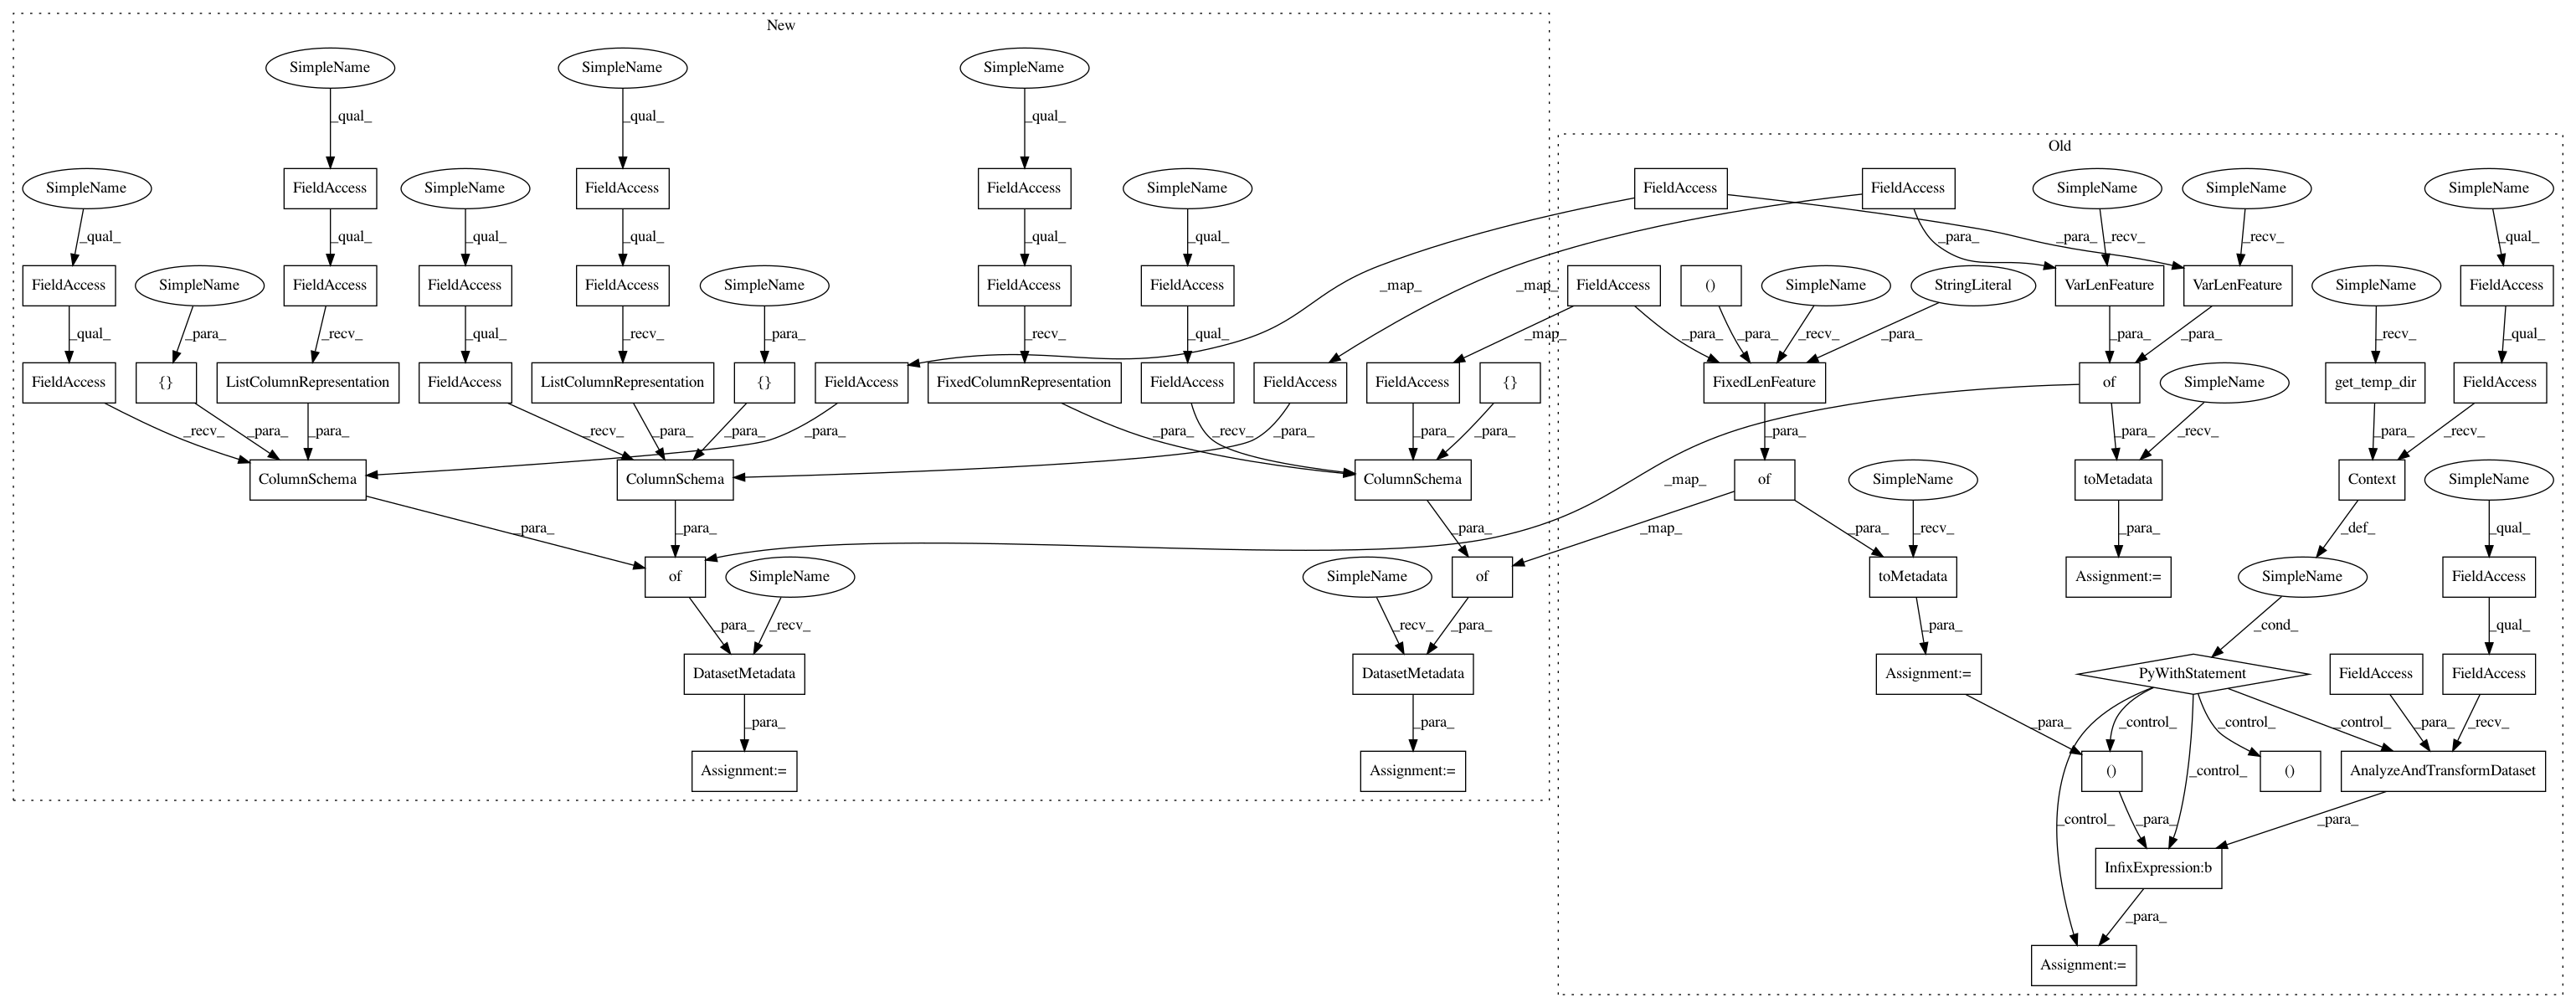 New
SimpleName
SimpleName
SimpleName
_qual_
_qual_
_qual_
Old
SimpleName
FieldAccess
SimpleName
FieldAccess
FieldAccess
SimpleName
FieldAccess
FieldAccess
SimpleName
SimpleName
SimpleName
_qual_
_qual_
_qual_
_qual_
_qual_
_qual_
_para_
_recv_
_para_
_recv_
_qual_
FieldAccess
SimpleName
FieldAccess
FieldAccess
FieldAccess
SimpleName
FieldAccess
FieldAccess
_map_
_map_
FieldAccess
()
SimpleName
StringLiteral
VarLenFeature
VarLenFeature
SimpleName
FieldAccess
_qual_
_para_
_recv_
_qual_
_recv_
_para_
_recv_
_qual_
_map_
_para_
_para_
_recv_
_para_
_para_
_para_
_recv_
_qual_
FieldAccess
{}
ListColumnRepresentation
FieldAccess
ListColumnRepresentation
{}
FieldAccess
FixedColumnRepresentation
FieldAccess
FieldAccess
FieldAccess
{}
FixedLenFeature
of
SimpleName
get_temp_dir
FieldAccess
_recv_
_para_
_para_
_recv_
_para_
_para_
_para_
_para_
_recv_
_para_
_para_
_para_
_para_
_para_
_recv_
_para_
_recv_
ColumnSchema
ColumnSchema
ColumnSchema
_map_
of
SimpleName
toMetadata
Context
SimpleName
_para_
_para_
_para_
_map_
_para_
_recv_
_para_
_def_
_qual_
of
SimpleName
SimpleName
of
toMetadata
Assignment:=
SimpleName
FieldAccess
_para_
_recv_
_recv_
_para_
_para_
_cond_
_qual_
DatasetMetadata
DatasetMetadata
Assignment:=
PyWithStatement
FieldAccess
FieldAccess
_para_
_para_
_para_
_control_
_control_
_control_
_para_
_recv_
Assignment:=
Assignment:=
()
_control_
()
AnalyzeAndTransformDataset
_control_
_para_
_para_
InfixExpression:b
_para_
Assignment:=